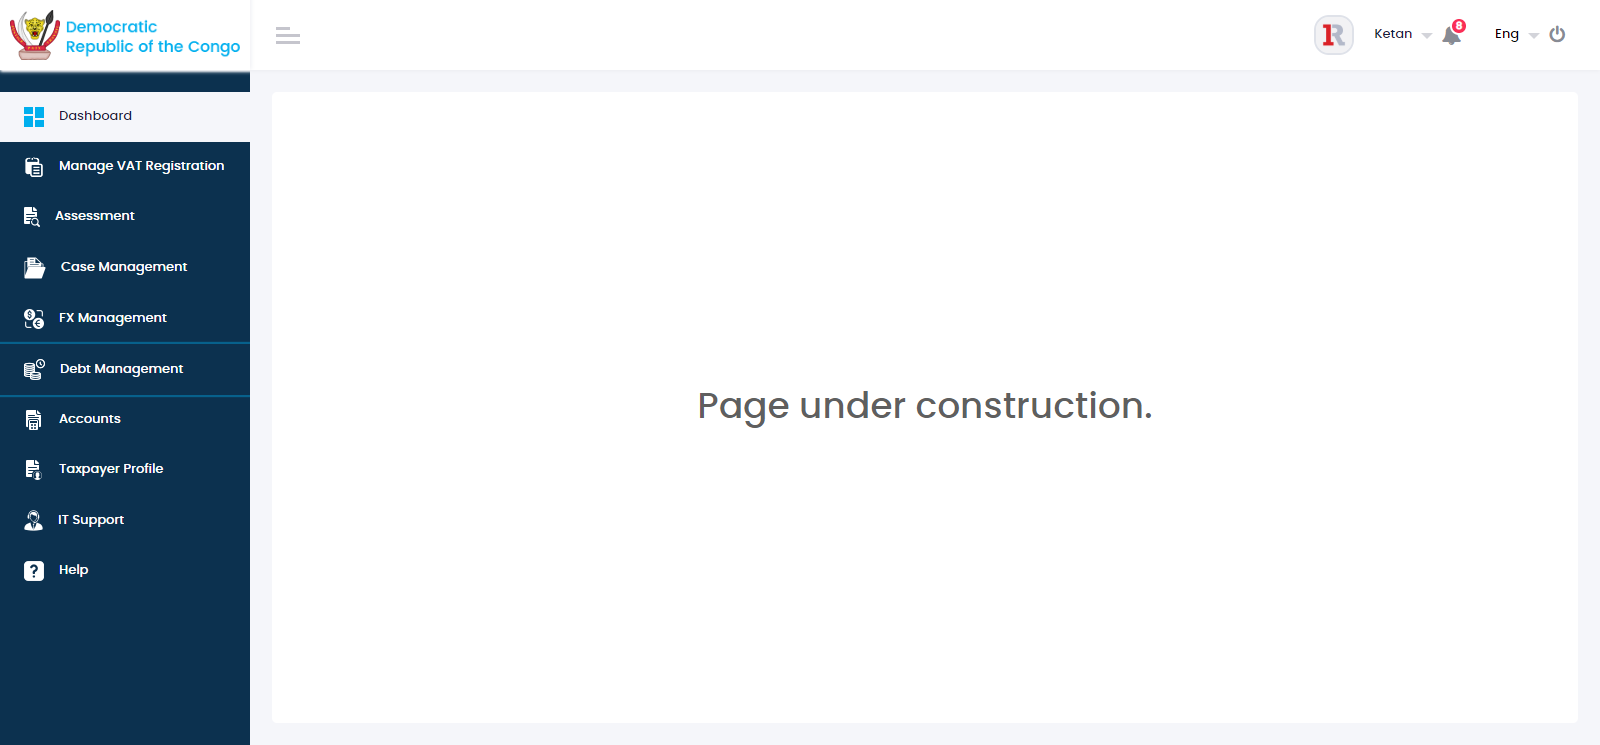 Democratic
Republic of the Congo
Ketan
8
Eng
Dashboard
Manage VAT Registration
Assessment
Case Management
FX Management
Debt Management
Accounts
Taxpayer Profile
IT Support
Help
Page under construction.